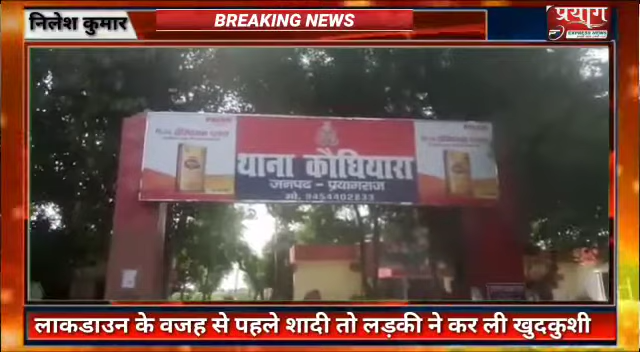 निलेश कुमार
BREAKING NEWS
प्रयाग
EXPRESS NEWS
थाना कौंधियारा
जनपद - प्रयागराज
मो. 9454402833
लाकडाउन के वजह से पहले शादी तो लड़की ने कर ली खुदकुशी